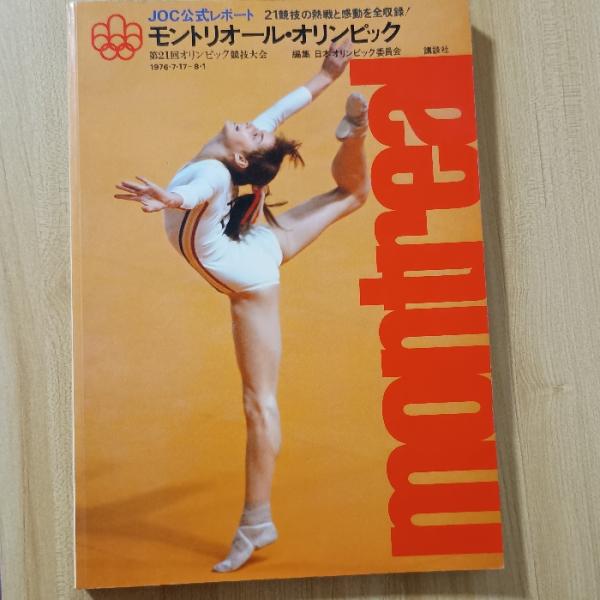 JOC公式レポート 21競技の熱戦と感動を全収録!
モントリオール・オリンピック
第21回オリンピック競技大会 編集 日本オリンピック委員会 講談社
1976・7・17−8・1
montreal